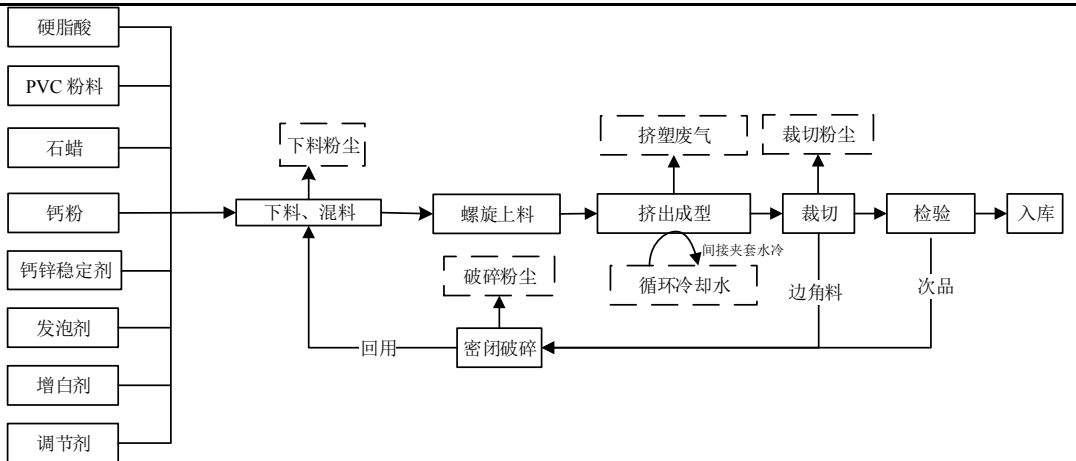 硬脂酸
PVC 粉料
石蜡
钙粉
钙锌稳定剂
发泡剂
增白剂
调节剂
下料粉尘
下料、混料
螺旋上料
挤塑废气
挤出成型
间接夹套水冷
循环冷却水
裁切粉尘
裁切
检验
入库
边角料
次品
破碎粉尘
密闭破碎
回用